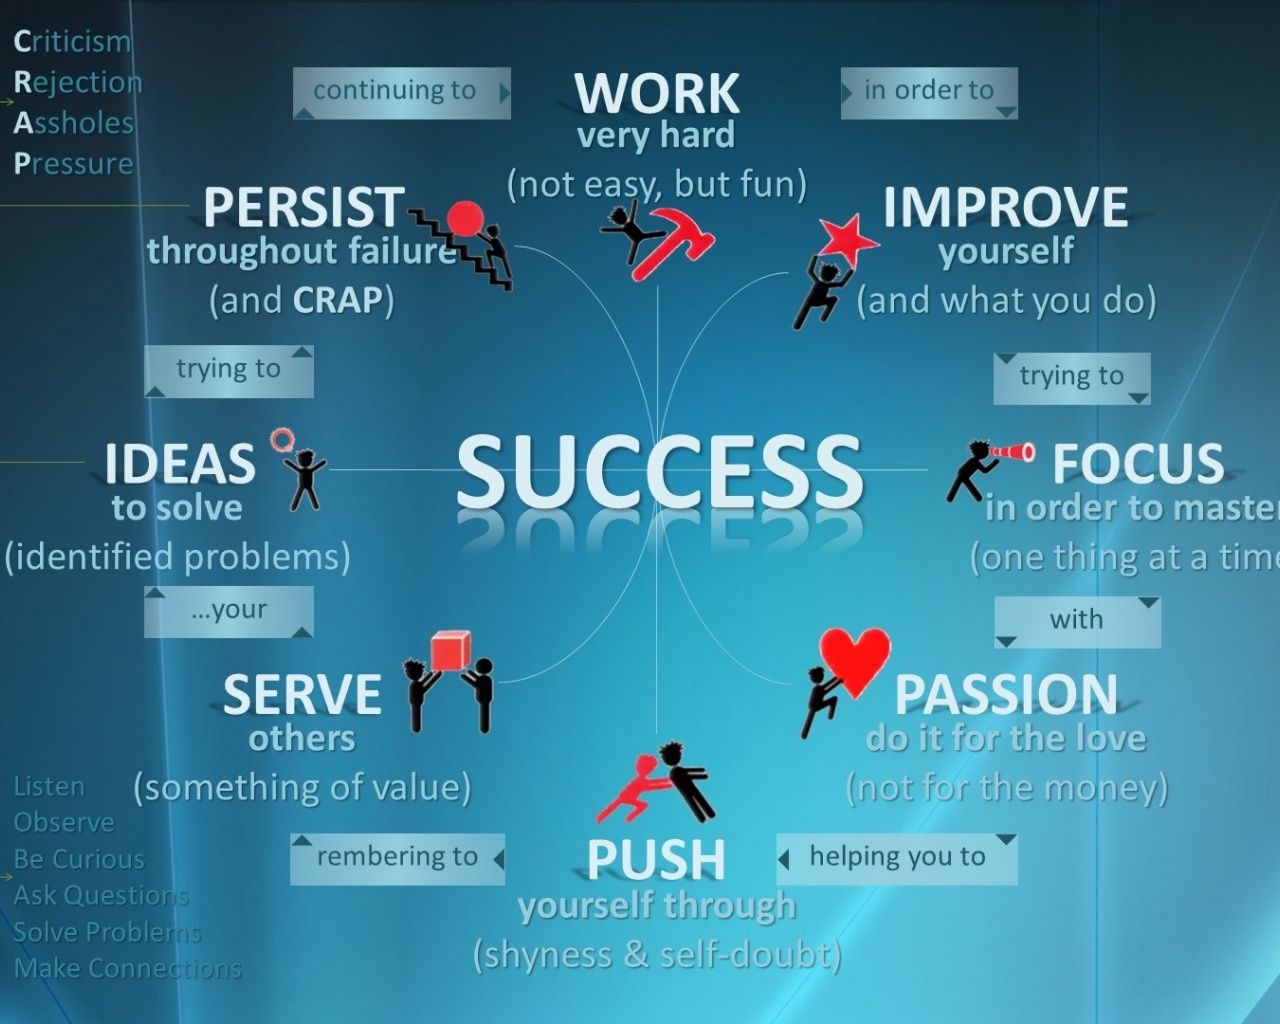 Criticism
Rejection
Assholes
Pressure
continuing to
WORK
very hard
(not easy, but fun)
in order to
PERSIST
throughout failure
(and CRAP)
IMPROVE
yourself
(and what you do)
trying to
trying to
IDEAS
to solve
(identified problems)
SUCCESS
FOCUS
in order to master
(one thing at a time
...your
with
SERVE
others
(something of value)
PASSION
do it for the love
(not for the money)
Listen
Observe
Be Curious
Ask Questions
Solve Problems
Make Connections
rembering to
PUSH
yourself through
(shyness & self-doubt)
helping you to